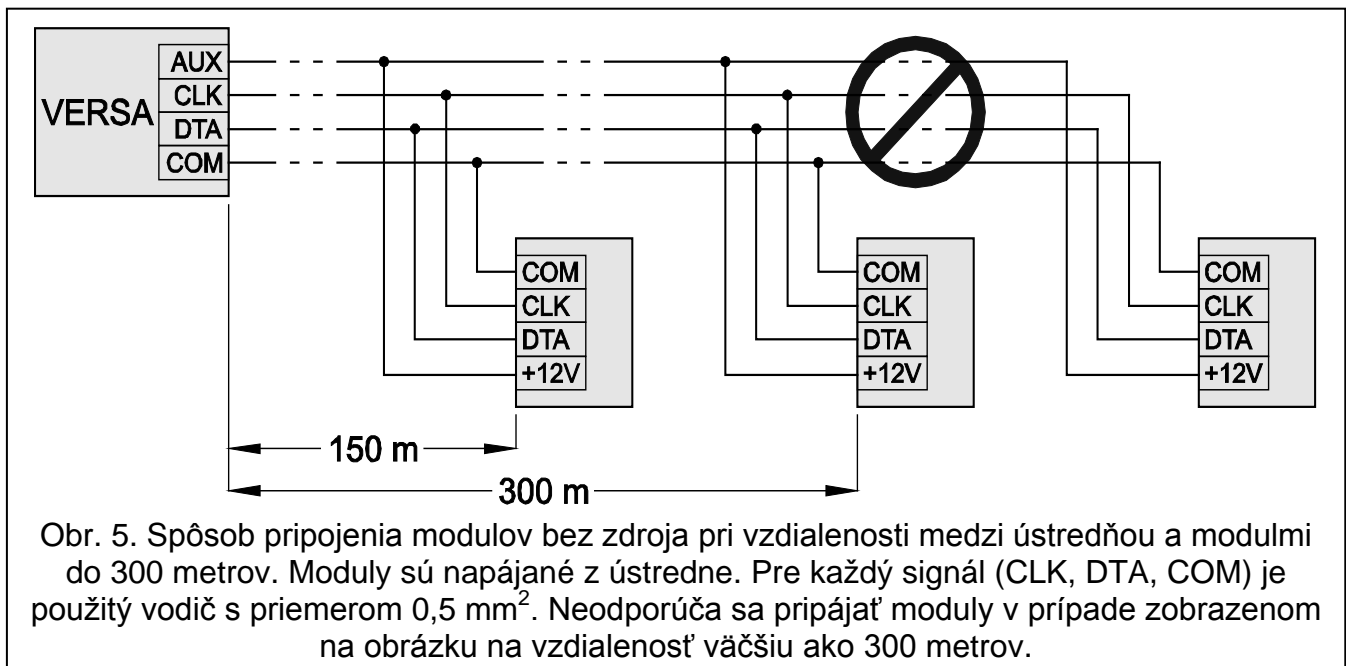 VERSA
AUX
CLK
DTA
COM
COM
CLK
DTA
+12V
COM
CLK
DTA
+12V
COM
CLK
DTA
+12V
150 m
300 m
Obr. 5. Spôsob pripojenia modulov bez zdroja pri vzdialenosti medzi ústredňou a modulmi
do 300 metrov. Moduly sú napájané z ústredne. Pre každý signál (CLK, DTA, COM) je
použitý vodič s priemerom 0,5 mm². Neodporúča sa pripájať moduly v prípade zobrazenom
na obrázku na vzdialenosť väčšiu ako 300 metrov.